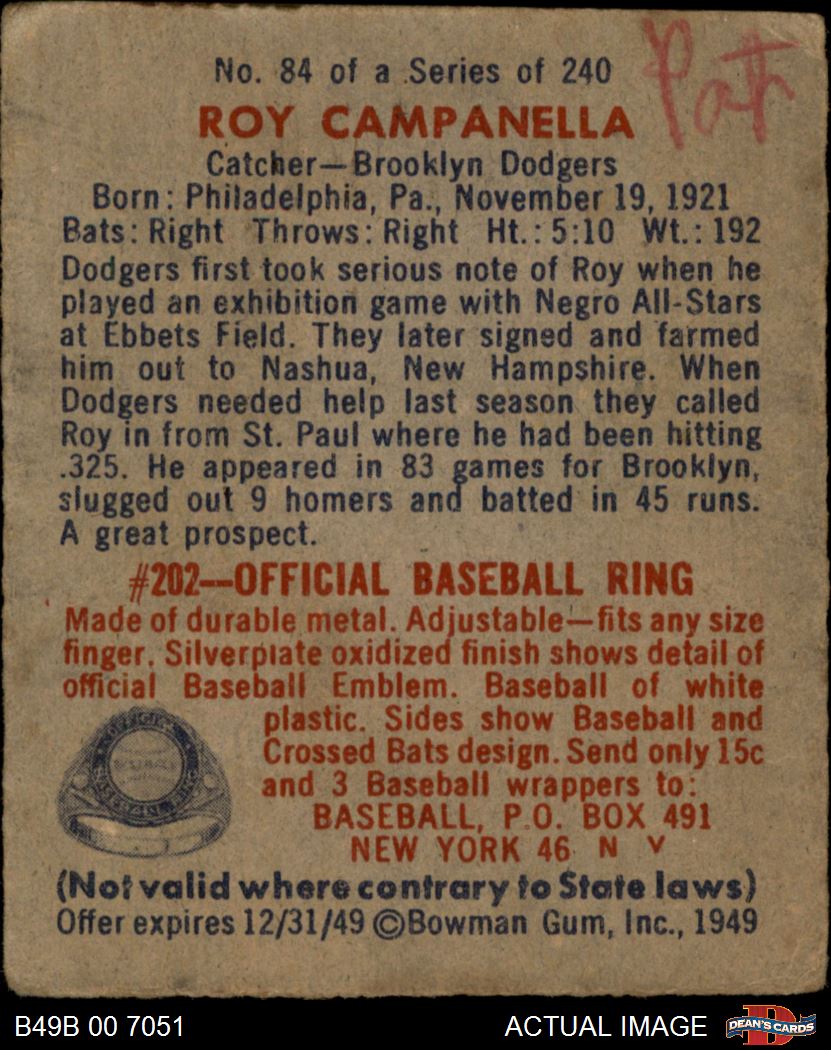 No. 84 of a Series of 240
Pat
ROY CAMPANELLA
Catcher—Brooklyn Dodgers
Born: Philadelphia, Pa., November 19, 1921
Bats: Right Throws: Right Ht.: 5:10 Wt.: 192
Dodgers first took serious note of Roy when he
played an exhibition game with Negro All-Stars
at Ebbets Field. They later signed and farmed
him out to Nashua, New Hampshire. When
Dodgers needed help last season they called
Roy in from St. Paul where he had been hitting
.325. He appeared in 83 games for Brooklyn,
slugged out 9 homers and batted in 45 runs.
A great prospect.
#202—OFFICIAL BASEBALL RING
Made of durable metal. Adjustable—fits any size
finger. Silverplate oxidized finish shows detail of
official Baseball Emblem. Baseball of white
plastic. Sides show Baseball and
Crossed Bats design. Send only 15c
and 3 Baseball wrappers to:
BASEBALL, P.O. BOX 491
NEW YORK 46 N Y
OFFICIAL
BASEBALL RING
(Not valid where contrary to State laws)
Offer expires 12/31/49 ©Bowman Gum, Inc., 1949
B49B 00 7051
ACTUAL IMAGE
DEAN'S CARDS